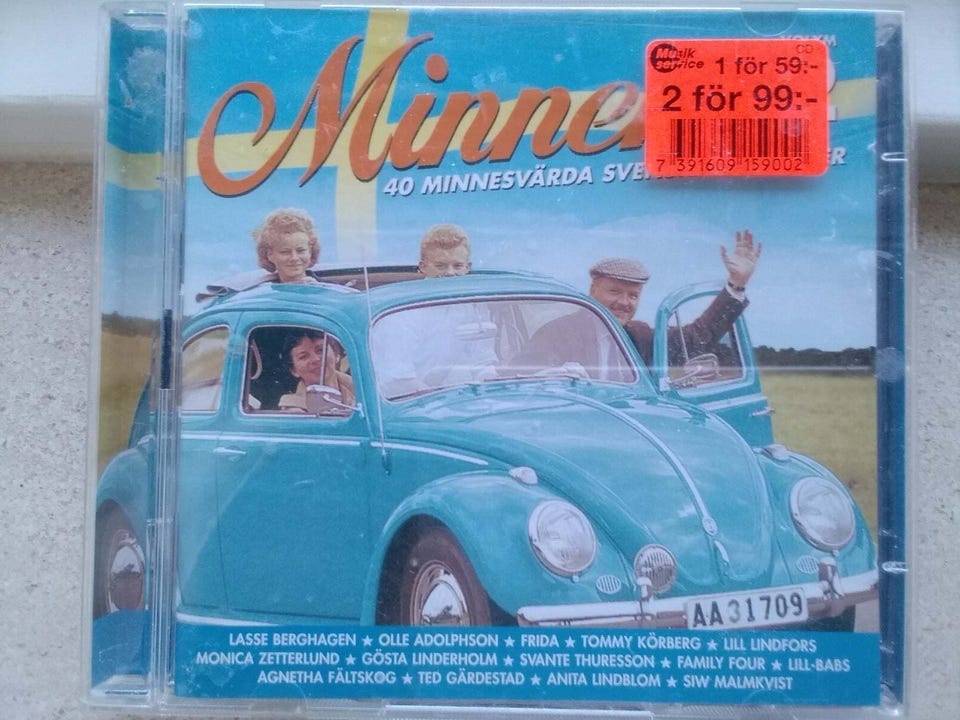 VOLYM
Minne
40 MINNESVÄRDA
Musik service
CD
1 för 59:-
2 för 99:-
7 391609 159002
AA 31709
LASSE BERGHAGEN ★ OLLE ADOLPHSON ★ FRIDA ★ TOMMY KÖRBERG ★ LILL LINDFORS
MONICA ZETTERLUND ★ GÖSTA LINDERHOLM ★ SVANTE THURESSON ★ FAMILY FOUR ★ LILL-BABS
AGNETHA FÄLTSKOG ★ TED GÄRDESTAD ★ ANITA LINDBLOM ★ SIW MALMKVIST